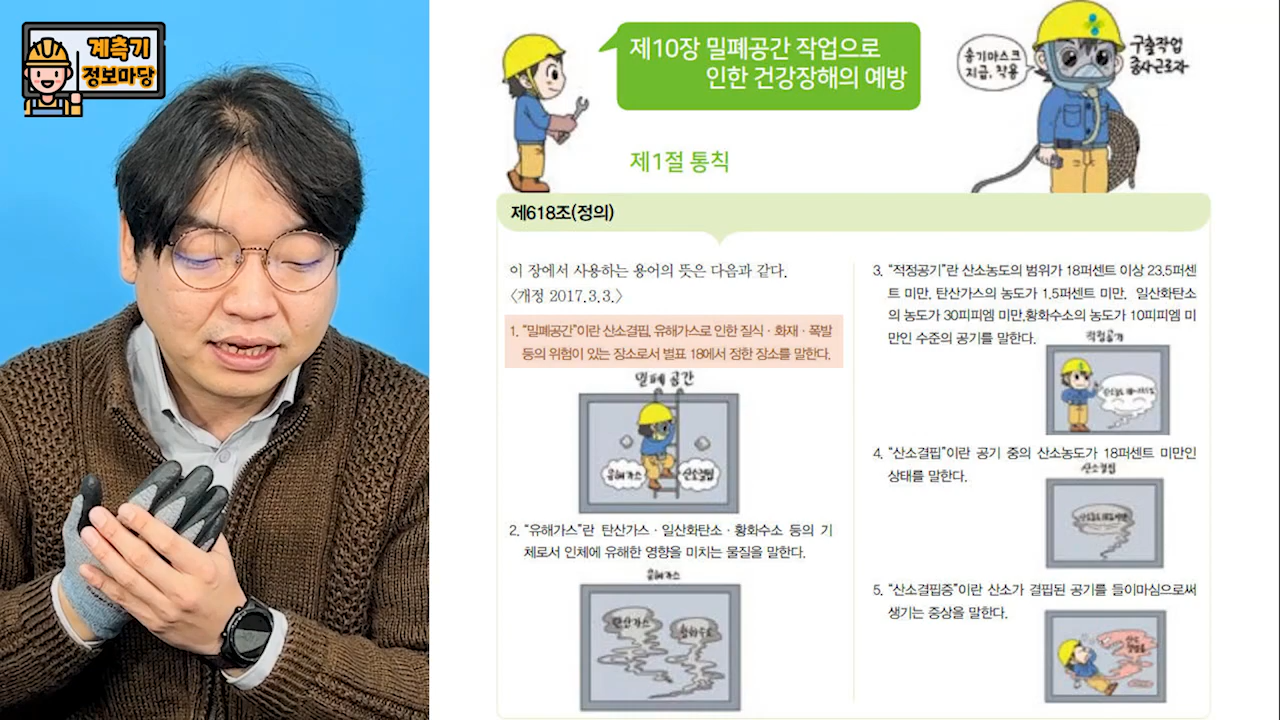 계측기
정보마당
제10장 밀폐공간 작업으로
인한 건강장해의 예방
송기마스크
지급, 착용
구출작업
종사근로자
제1절 통칙
제618조(정의)
이 장에서 사용하는 용어의 뜻은 다음과 같다.
〈개정 2017.3.3.〉
1. “밀폐공간”이란 산소결핍, 유해가스로 인한 질식 · 화재 · 폭발
등의 위험이 있는 장소로서 별표 18에서 정한 장소를 말한다.
밀폐 공간
유해가스
산소결핍
2. “유해가스”란 탄산가스 · 일산화탄소 · 황화수소 등의 기
체로서 인체에 유해한 영향을 미치는 물질을 말한다.
유해가스
탄산가스
황화수소
3. “적정공기”란 산소농도의 범위가 18퍼센트 이상 23.5퍼센
트 미만, 탄산가스의 농도가 1.5퍼센트 미만, 일산화탄소
의 농도가 30피피엠 미만,황화수소의 농도가 10피피엠 미
만인 수준의 공기를 말한다.
적정공기
4. “산소결핍”이란 공기 중의 산소농도가 18퍼센트 미만인
상태를 말한다.
산소결핍
5. “산소결핍증”이란 산소가 결핍된 공기를 들이마심으로써
생기는 증상을 말한다.
산소